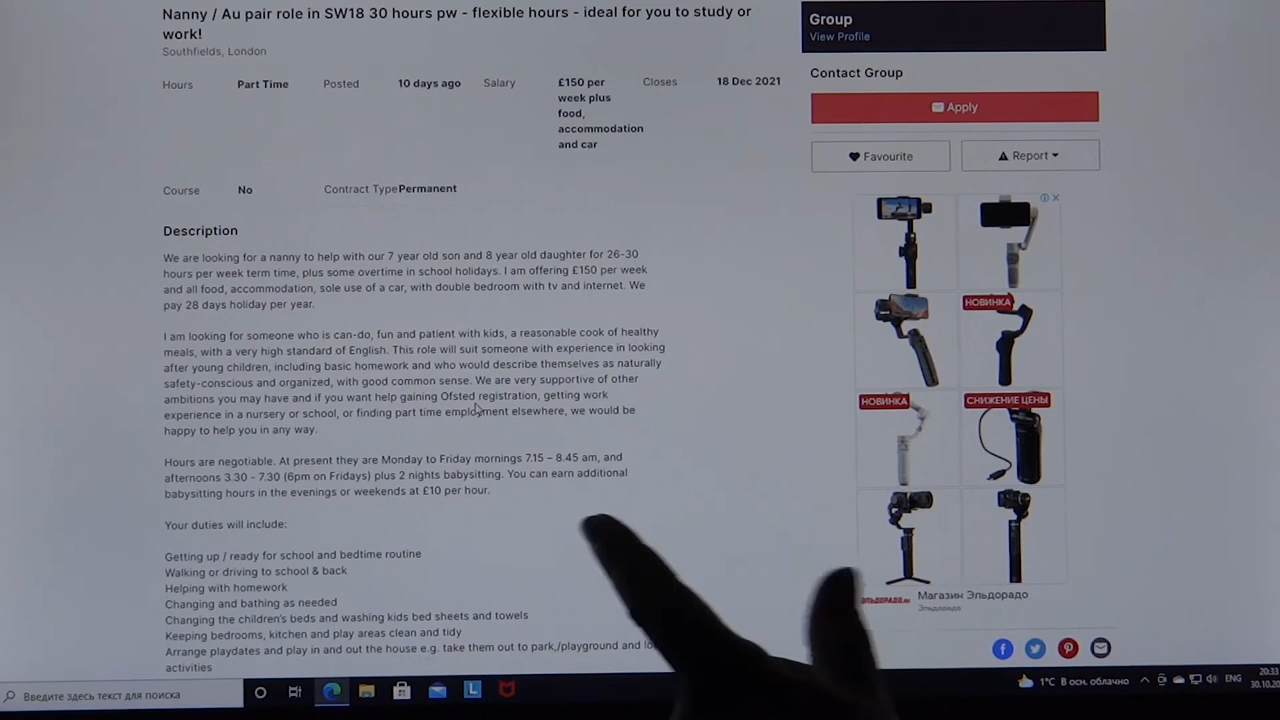 Nanny / Au pair role in SW18 30 hours pw - flexible hours - ideal for you to study or
work!
Southfields, London
Hours Part Time Posted 10 days ago Salary £150 per week plus food, accommodation and car Closes 18 Dec 2021
Course No Contract Type Permanent
Description
We are looking for a nanny to help with our 7 year old son and 8 year old daughter for 26-30
hours per week term time, plus some overtime in school holidays. I am offering £150 per week
and all food, accommodation, sole use of a car, with double bedroom with tv and internet. We
pay 28 days holiday per year.
I am looking for someone who is can-do, fun and patient with kids, a reasonable cook of healthy
meals, with a very high standard of English. This role will suit someone with experience in looking
after young children, including basic homework and who would describe themselves as naturally
safety-conscious and organized, with good common sense. We are very supportive of other
ambitions you may have and if you want help gaining Ofsted registration, getting work
experience in a nursery or school, or finding part time employment elsewhere, we would be
happy to help you in any way.
Hours are negotiable. At present they are Monday to Friday mornings 7.15 – 8.45 am, and
afternoons 3.30 - 7.30 (6pm on Fridays) plus 2 nights babysitting. You can earn additional
babysitting hours in the evenings or weekends at £10 per hour.
Your duties will include:
Getting up / ready for school and bedtime routine
Walking or driving to school & back
Helping with homework
Changing and bathing as needed
Changing the children's beds and washing kids bed sheets and towels
Keeping bedrooms, kitchen and play areas clean and tidy
Arrange playdates and play in and out the house e.g. take them out to park,/playground and
activities
Group
View Profile
Contact Group
Apply
Favourite
Report
НОВИНКА
НОВИНКА
СНИЖЕНИЕ ЦЕНЫ
ЭЛЬДОРАДО.ru
Магазин Эльдорадо
Эльдорадо
Введите здесь текст для поиска
L
1°C В осн. облачно
ENG
20:33
30.10.20